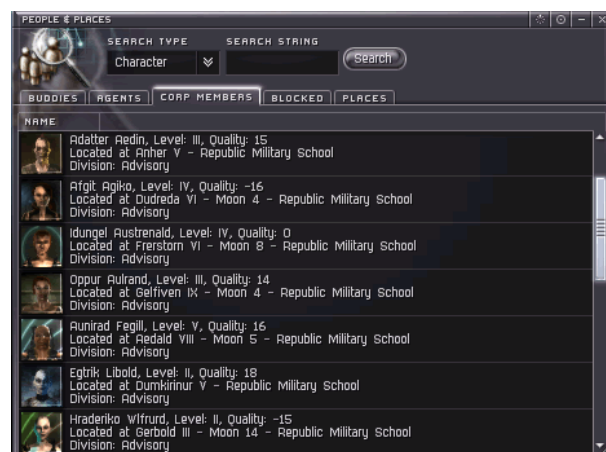 PEOPLE & PLACES
SEARCH TYPE
SEARCH STRING
Character
Search
BUDDIES
AGENTS
CORP MEMBERS
BLOCKED
PLACES
NAME
Adatter Aedin, Level: III, Quality: 15
Located at Anher V - Republic Military School
Division: Advisory
Afgit Agiko, Level: IV, Quality: -16
Located at Dudreda VI - Moon 4 - Republic Military School
Division: Advisory
Idungel Austrenald, Level: IV, Quality: 0
Located at Frerstorn VI - Moon 8 - Republic Military School
Division: Advisory
Oppur Aulrand, Level: III, Quality: 14
Located at Gelfiven IX - Moon 4 - Republic Military School
Division: Advisory
Aunirad Fegill, Level: V, Quality: 16
Located at Aedald VIII - Moon 5 - Republic Military School
Division: Advisory
Egtrik Libold, Level: II, Quality: 18
Located at Dumkirinur V - Republic Military School
Division: Advisory
Hraderiko Wlfrurd, Level: II, Quality: -15
Located at Gerbold III - Moon 14 - Republic Military School
Division: Advisory